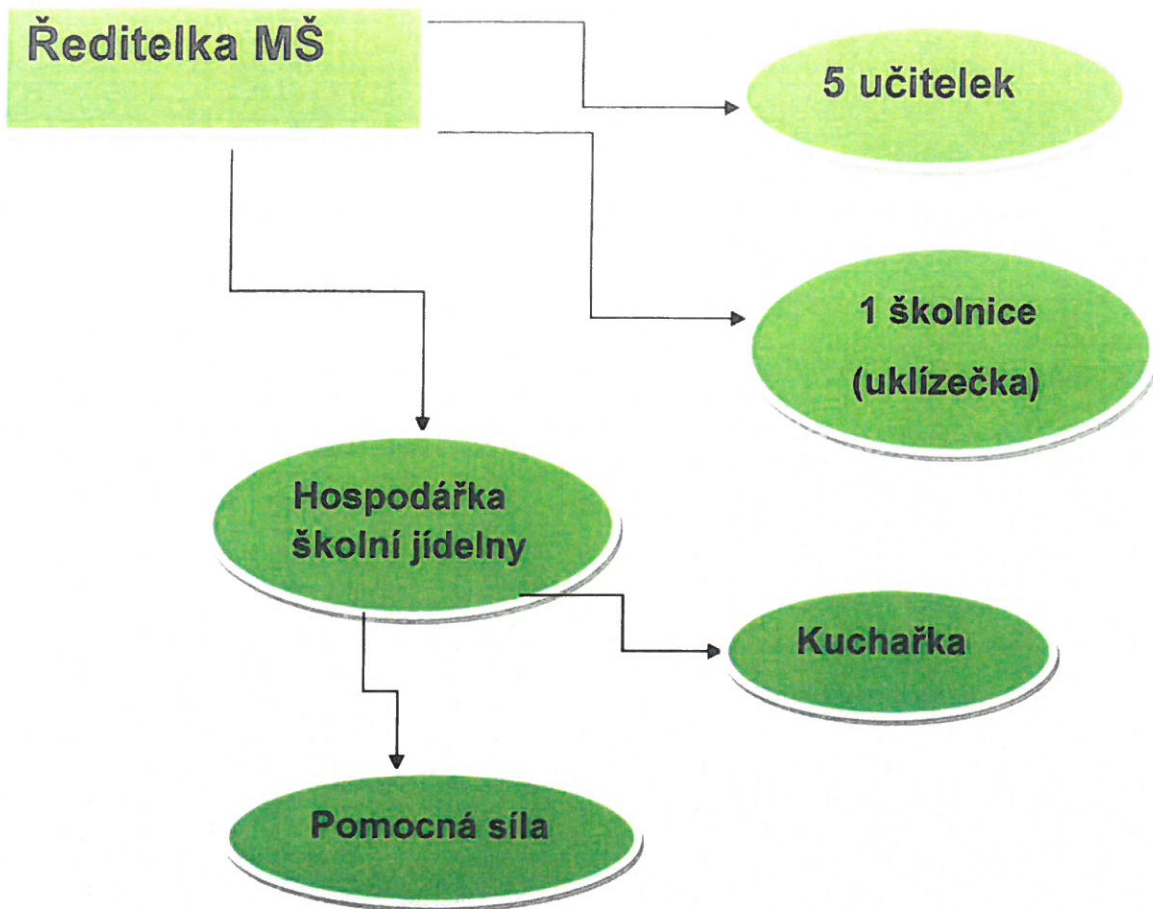 Ředitelka MŠ
5 učitelek
1 školnice
(uklízečka)
Hospodářka
školní jídelny
Kuchařka
Pomocná síla